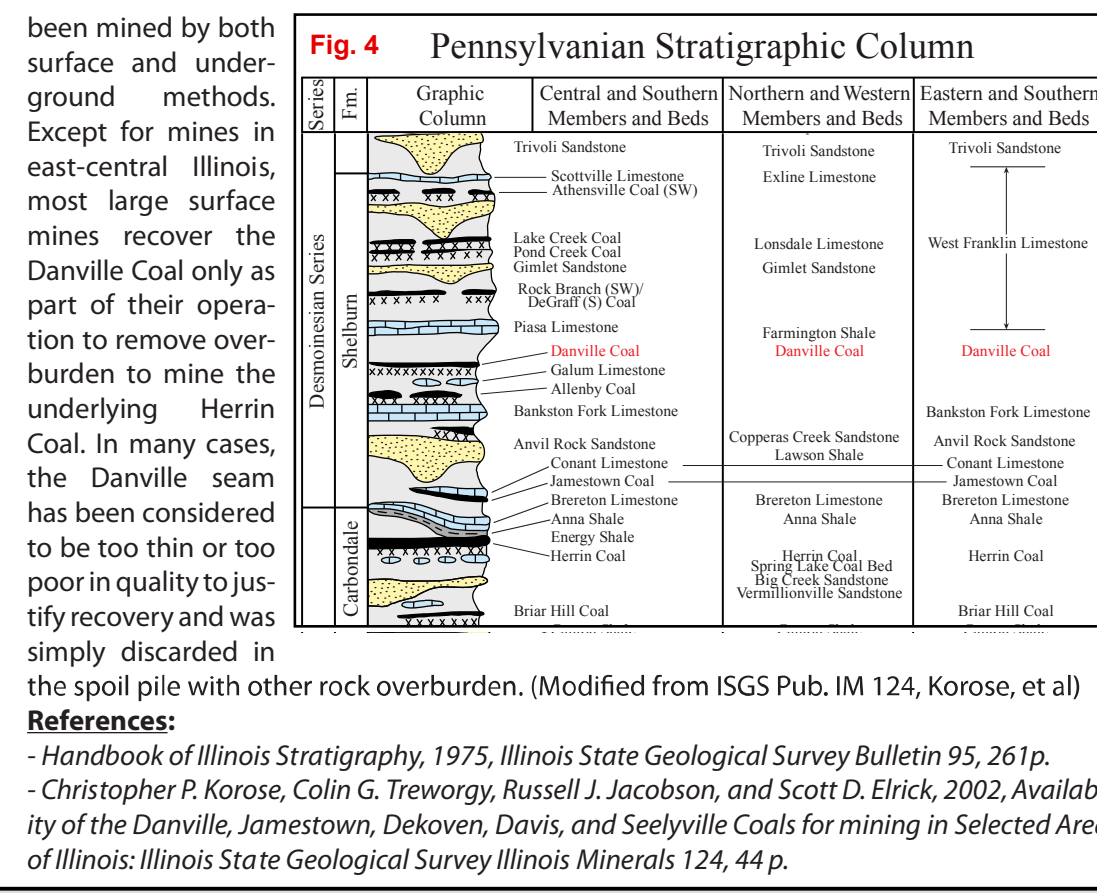 been mined by both
surface and under-
ground methods.
Except for mines in
east-central Illinois,
most large surface
mines recover the
Danville Coal only as
part of their opera-
tion to remove over-
burden to mine the
underlying Herrin
Coal. In many cases,
the Danville seam
has been considered
to be too thin or too
poor in quality to jus-
tify recovery and was
simply discarded in
the spoil pile with other rock overburden. (Modified from ISGS Pub. IM 124, Korose, et al)
Fig. 4 Pennsylvanian Stratigraphic Column
Series
Fm.
Graphic
Column
Central and Southern
Members and Beds
Northern and Western
Members and Beds
Eastern and Southern
Members and Beds
Desmoinesian Series
Shelburn
Carbondale
Trivoli Sandstone
Scottville Limestone
Athensville Coal (SW)
Lake Creek Coal
Pond Creek Coal
Gimlet Sandstone
Rock Branch (SW)/
DeGraff (S) Coal
Piasa Limestone
Danville Coal
Galum Limestone
Allenby Coal
Bankston Fork Limestone
Anvil Rock Sandstone
Conant Limestone
Jamestown Coal
Brereton Limestone
Anna Shale
Energy Shale
Herrin Coal
Briar Hill Coal
Trivoli Sandstone
Exline Limestone
Lonsdale Limestone
Gimlet Sandstone
Farmington Shale
Danville Coal
Copperas Creek Sandstone
Lawson Shale
Brereton Limestone
Anna Shale
Herrin Coal
Spring Lake Coal Bed
Big Creek Sandstone
Vermillionville Sandstone
Trivoli Sandstone
West Franklin Limestone
Danville Coal
Bankston Fork Limestone
Anvil Rock Sandstone
Conant Limestone
Jamestown Coal
Brereton Limestone
Anna Shale
Herrin Coal
Briar Hill Coal
References:
- Handbook of Illinois Stratigraphy, 1975, Illinois State Geological Survey Bulletin 95, 261p.
- Christopher P. Korose, Colin G. Treworgy, Russell J. Jacobson, and Scott D. Elrick, 2002, Availab
ity of the Danville, Jamestown, Dekoven, Davis, and Seelyville Coals for mining in Selected Are
of Illinois: Illinois State Geological Survey Illinois Minerals 124, 44 p.